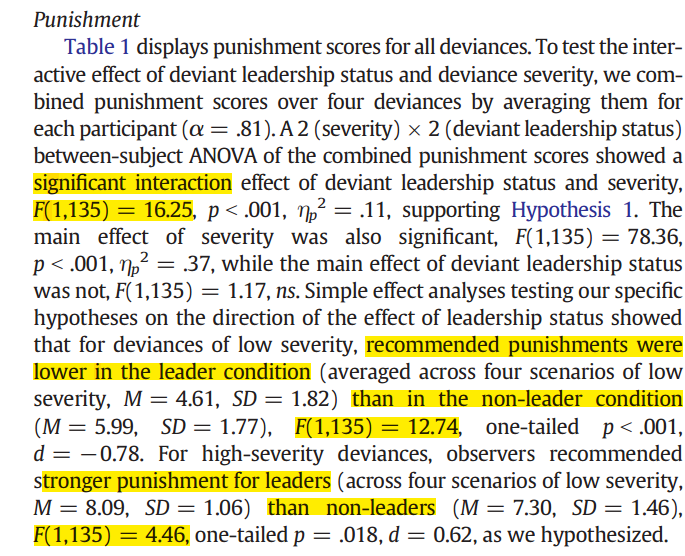 Punishment
Table 1 displays punishment scores for all deviances. To test the inter-
active effect of deviant leadership status and deviance severity, we com-
bined punishment scores over four deviances by averaging them for
each participant (α = .81). A 2 (severity) × 2 (deviant leadership status)
between-subject ANOVA of the combined punishment scores showed a
significant interaction effect of deviant leadership status and severity,
F(1,135) = 16.25, p < .001, ηp² = .11, supporting Hypothesis 1. The
main effect of severity was also significant, F(1,135) = 78.36,
p < .001, ηp² = .37, while the main effect of deviant leadership status
was not, F(1,135) = 1.17, ns. Simple effect analyses testing our specific
hypotheses on the direction of the effect of leadership status showed
that for deviances of low severity, recommended punishments were
lower in the leader condition (averaged across four scenarios of low
severity, M = 4.61, SD = 1.82) than in the non-leader condition
(M = 5.99, SD = 1.77), F(1,135) = 12.74, one-tailed p < .001,
d = −0.78. For high-severity deviances, observers recommended
stronger punishment for leaders (across four scenarios of low severity,
M = 8.09, SD = 1.06) than non-leaders (M = 7.30, SD = 1.46),
F(1,135) = 4.46, one-tailed p = .018, d = 0.62, as we hypothesized.